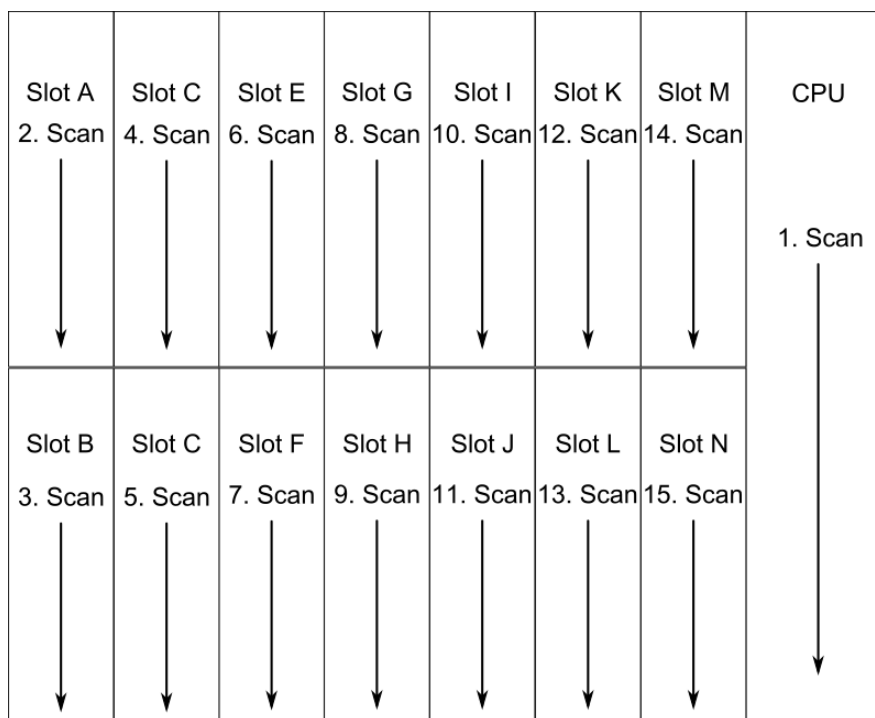 Slot A
2. Scan
Slot C
4. Scan
Slot E
6. Scan
Slot G
8. Scan
Slot I
10. Scan
Slot K
12. Scan
Slot M
14. Scan
CPU
1. Scan
Slot B
3. Scan
Slot C
5. Scan
Slot F
7. Scan
Slot H
9. Scan
Slot J
11. Scan
Slot L
13. Scan
Slot N
15. Scan